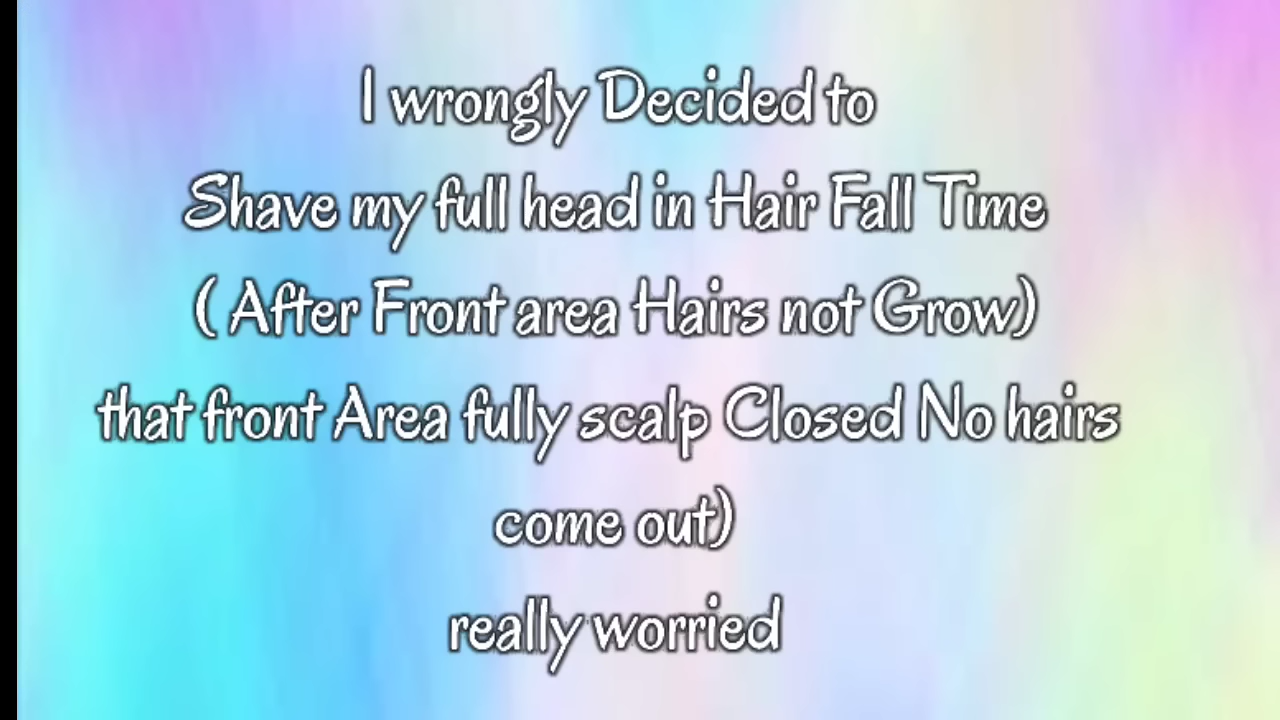 I wrongly Decided to
Shave my full head in Hair Fall Time
( After Front area Hairs not Grow)
that front Area fully scalp Closed No hairs
come out)
really worried